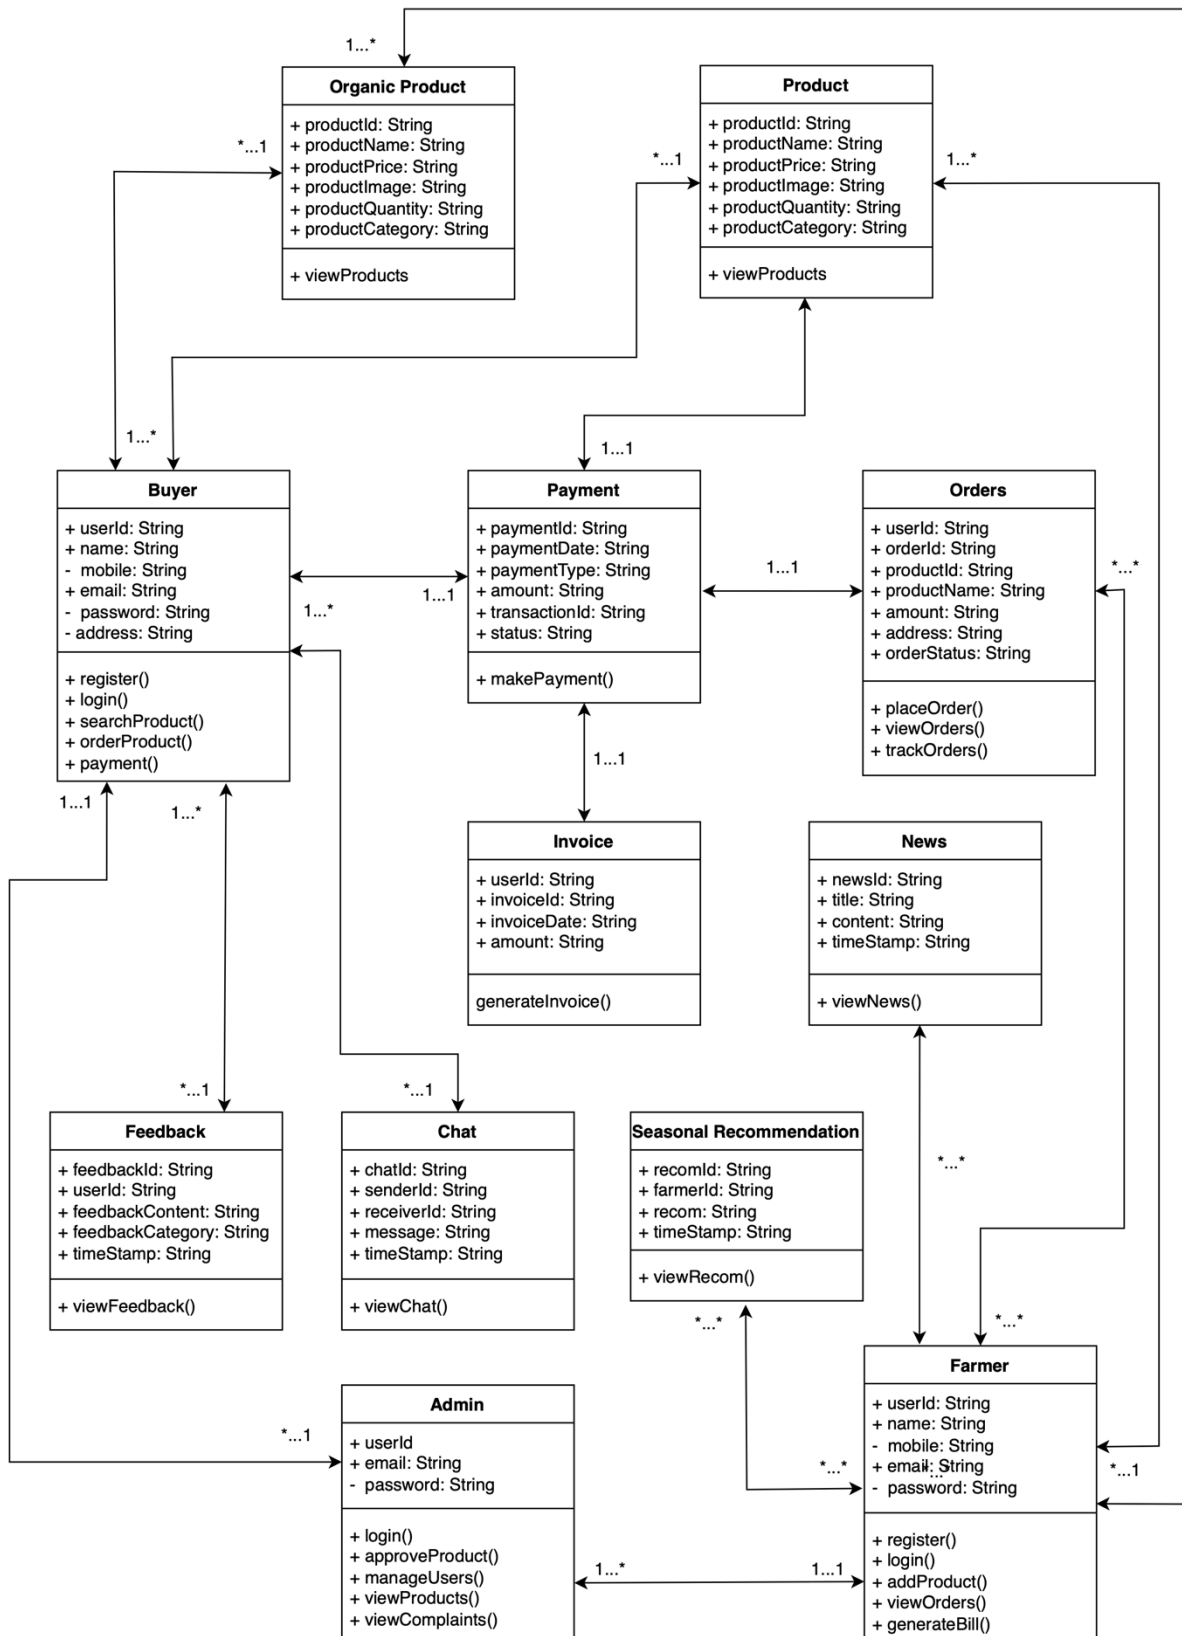 1...*
Organic Product
+ productId: String
+ productName: String
+ productPrice: String
+ productImage: String
+ productQuantity: String
+ productCategory: String
+ viewProducts
*...1
Product
+ productId: String
+ productName: String
+ productPrice: String
+ productImage: String
+ productQuantity: String
+ productCategory: String
+ viewProducts
*...1
1...*
1...*
1...1
Buyer
+ userId: String
+ name: String
- mobile: String
+ email: String
- password: String
- address: String
+ register()
+ login()
+ searchProduct()
+ orderProduct()
+ payment()
1...1
1...*
Payment
+ paymentId: String
+ paymentDate: String
+ paymentType: String
+ amount: String
+ transactionId: String
+ status: String
+ makePayment()
1...1
Orders
+ userId: String
+ orderId: String
+ productId: String
+ productName: String
+ amount: String
+ address: String
+ orderStatus: String
+ placeOrder()
+ viewOrders()
+ trackOrders()
*...*
1...1
1...*
1...1
Invoice
+ userId: String
+ invoiceId: String
+ invoiceDate: String
+ amount: String
generateInvoice()
News
+ newsId: String
+ title: String
+ content: String
+ timeStamp: String
+ viewNews()
*...1
*...1
Feedback
+ feedbackId: String
+ userId: String
+ feedbackContent: String
+ feedbackCategory: String
+ timeStamp: String
+ viewFeedback()
Chat
+ chatId: String
+ senderId: String
+ receiverId: String
+ message: String
+ timeStamp: String
+ viewChat()
Seasonal Recommendation
+ recomId: String
+ farmerId: String
+ recom: String
+ timeStamp: String
+ viewRecom()
*...*
*...*
*...*
Admin
+ userId
+ email: String
- password: String
+ login()
+ approveProduct()
+ manageUsers()
+ viewProducts()
+ viewComplaints()
*...1
*...*
Farmer
+ userId: String
+ name: String
- mobile: String
+ email: String
*...*
- password: String
+ register()
+ login()
+ addProduct()
+ viewOrders()
+ generateBill()
*...1
1...*
1...1